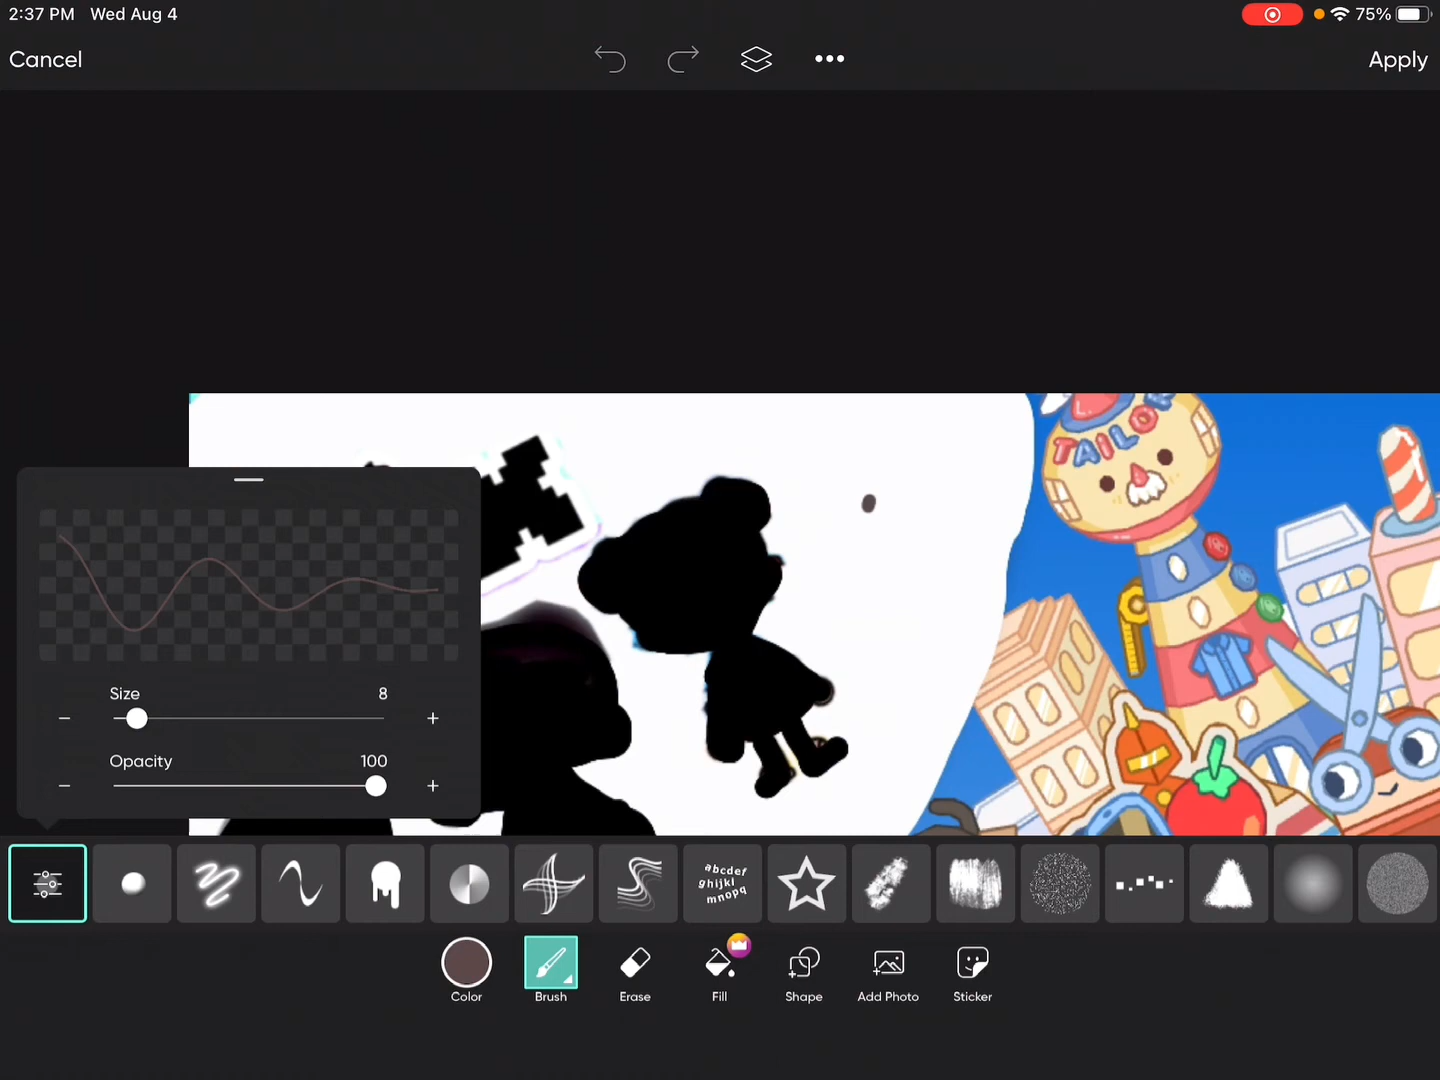 2:37 PM Wed Aug 4
75%
Cancel
Apply
TAILOR
Size 8
Opacity 100
abcdef
ghijkl
mnopq
Color
Brush
Erase
Fill
Shape
Add Photo
Sticker